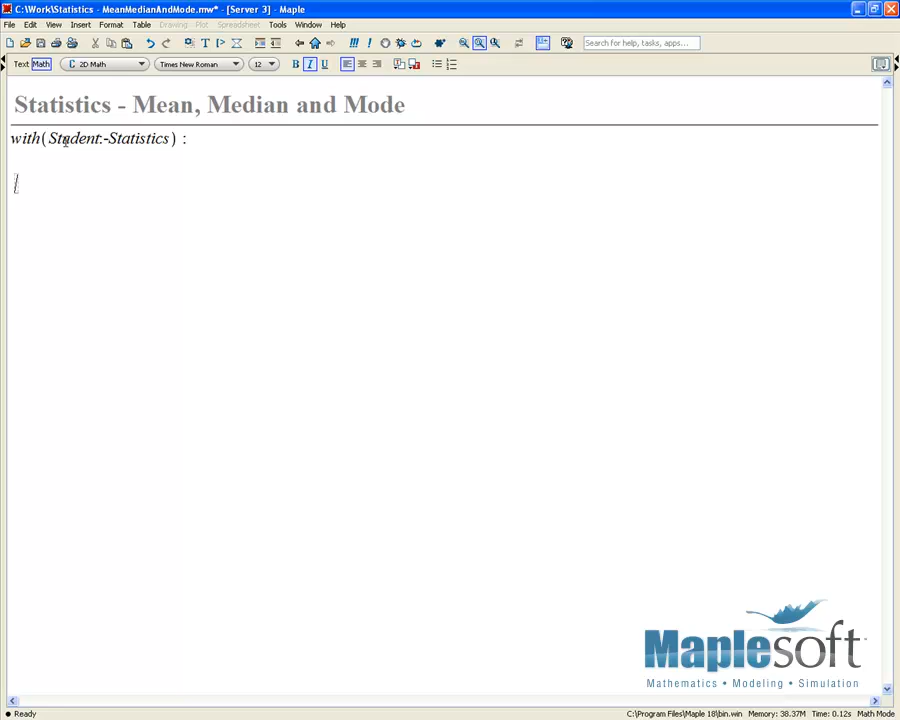 C:\Work\Statistics - MeanMedianAndMode.mw* - [Server 3] - Maple
File Edit View Insert Format Table Drawing Plot Spreadsheet Tools Window Help
Search for help, tasks, apps...
Text Math C 2D Math Times New Roman 12 B I U
Statistics - Mean, Median and Mode
with(Student:-Statistics) :
Maplesoft™
Mathematics • Modeling • Simulation
Ready C:\Program Files\Maple 18\bin.win Memory: 38.37M Time: 0.12s Math Mode